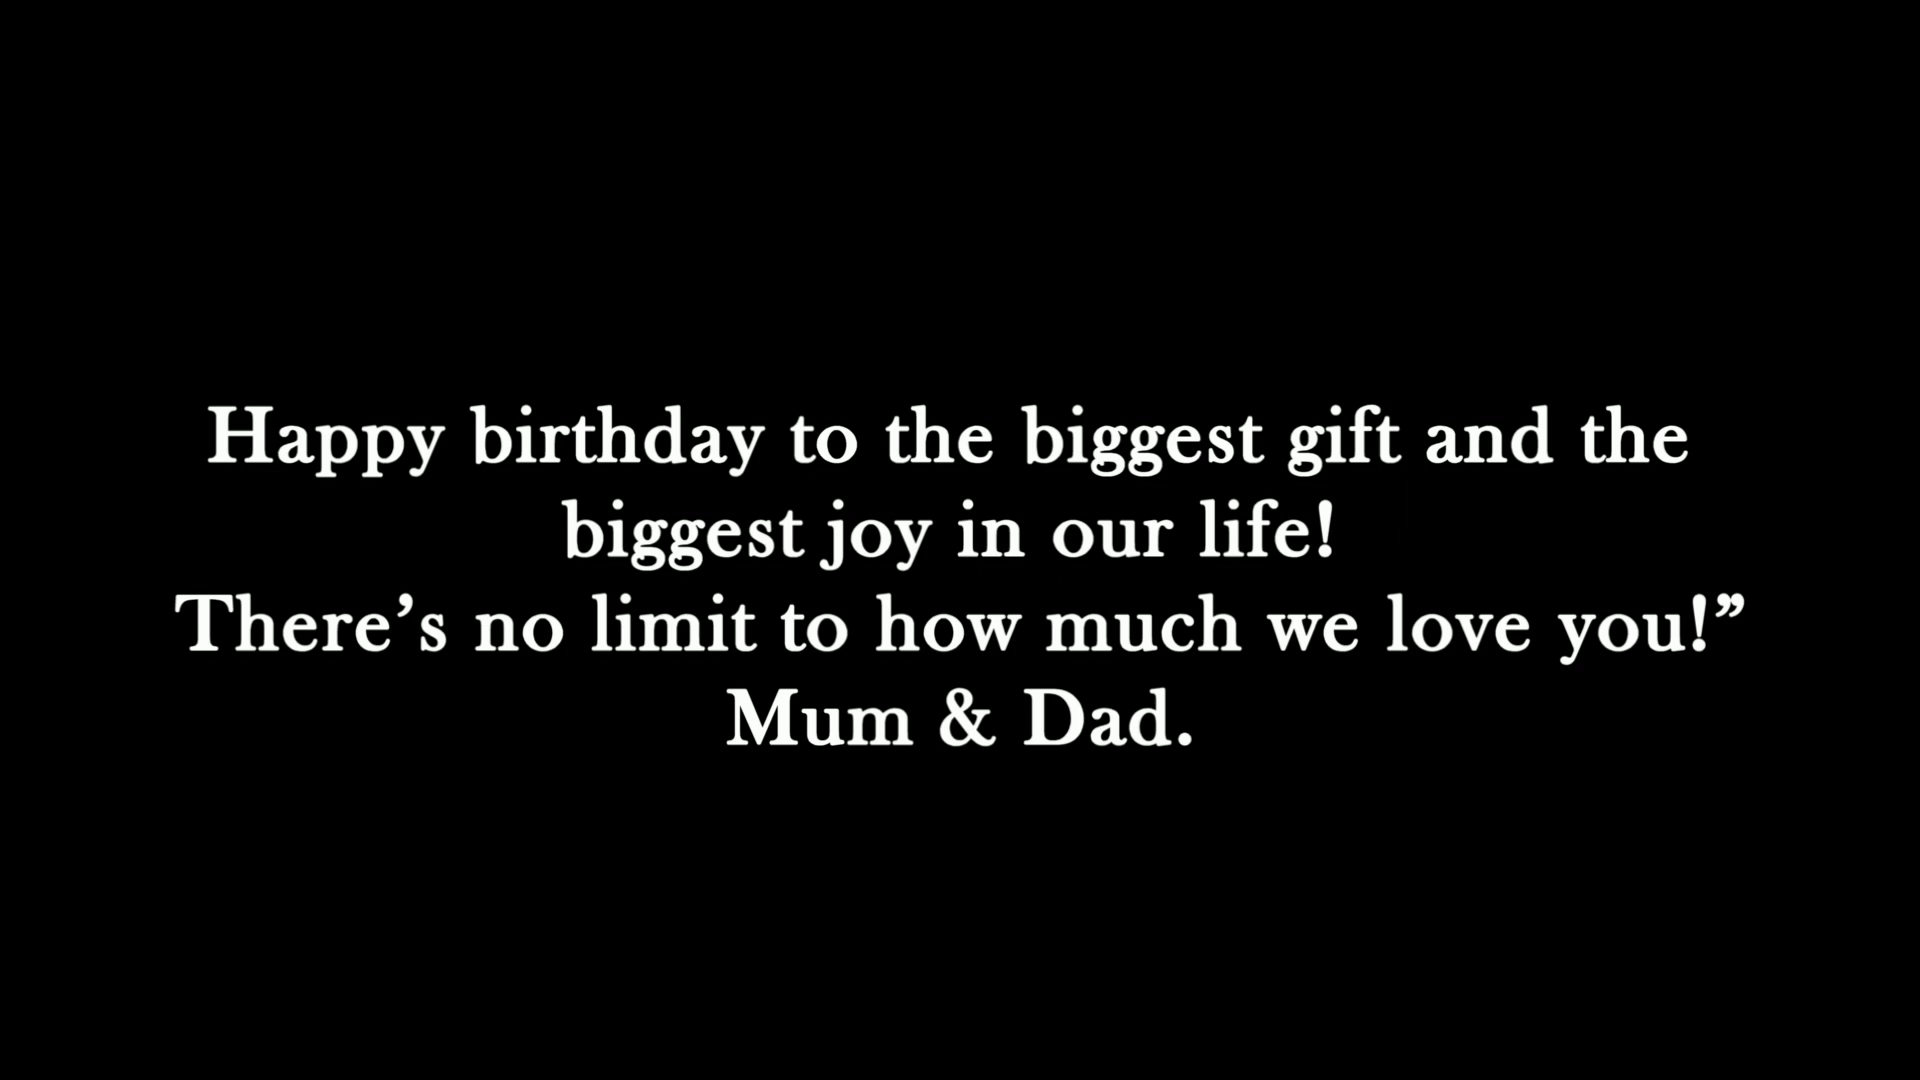 Happy birthday to the biggest gift and the
biggest joy in our life!
There’s no limit to how much we love you!”
Mum & Dad.